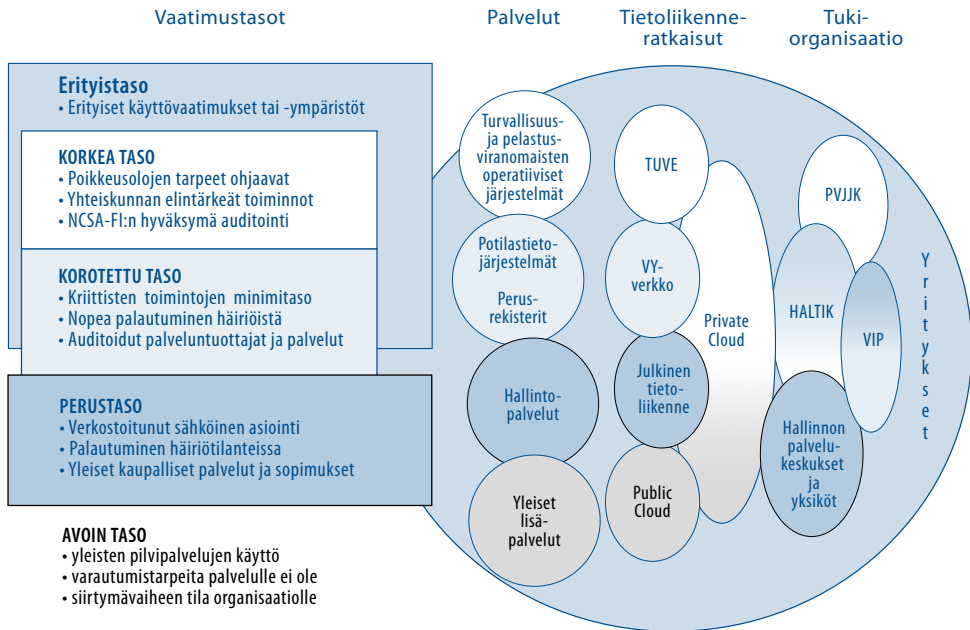 Vaatimustasot
Palvelut
Tietoliikenne-
ratkaisut
Tuki-
organisaatio
Erityistaso
• Erityiset käyttövaatimukset tai -ympäristöt
KORKEA TASO
• Poikkeusolojen tarpeet ohjaavat
• Yhteiskunnan elintärkeät toiminnot
• NCSA-FI:n hyväksymä auditointi
KOROTETTU TASO
• Kriittisten toimintojen minimitaso
• Nopea palautuminen häiriöistä
• Auditoidut palveluntuottajat ja palvelut
PERUSTASO
• Verkostoitunut sähköinen asiointi
• Palautuminen häiriötilanteissa
• Yleiset kaupalliset palvelut ja sopimukset
AVOIN TASO
• yleisten pilvipalvelujen käyttö
• varautumistarpeita palvelulle ei ole
• siirtymävaiheen tila organisaatiolle
Turvallisuus-
ja pelastus-
viranomaisten
operatiiviset
järjestelmät
Potilastieto-
järjestelmät
Perus-
rekisterit
Hallinto-
palvelut
Yleiset
lisä-
palvelut
TUVE
VY-
verkko
Julkinen
tieto-
liikenne
Public
Cloud
Private
Cloud
PVJJK
HALTIK
VIP
Hallinnon
palvelu-
keskukset
ja
yksiköt
Yritykset